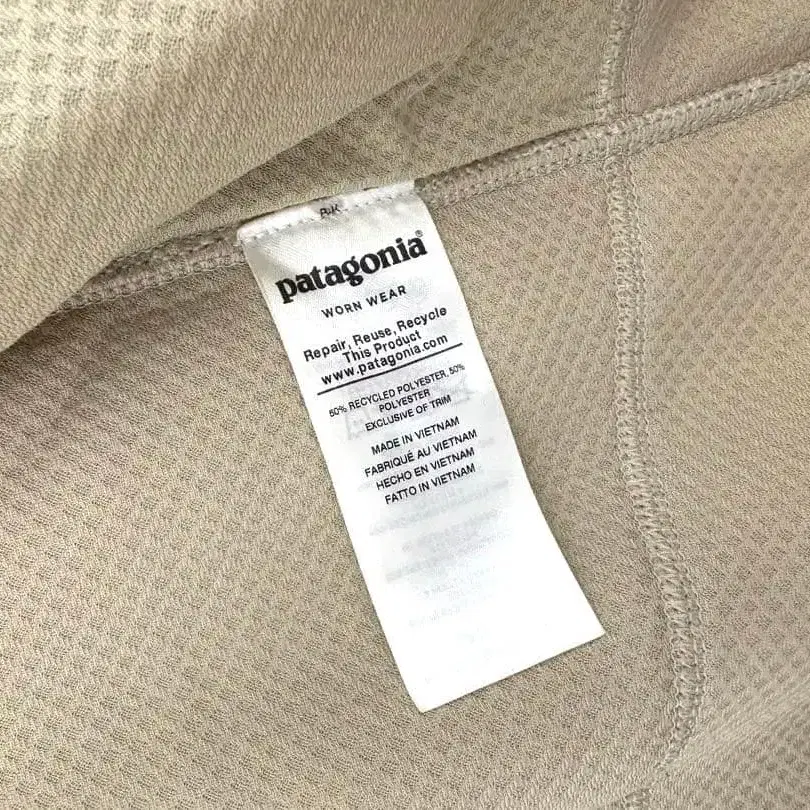 patagonia®
WORN WEAR
Repair, Reuse, Recycle
This Product
www.patagonia.com
50% RECYCLED POLYESTER, 50%
POLYESTER
EXCLUSIVE OF TRIM
MADE IN VIETNAM
FABRIQUÉ AU VIETNAM
HECHO EN VIETNAM
FATTO IN VIETNAM